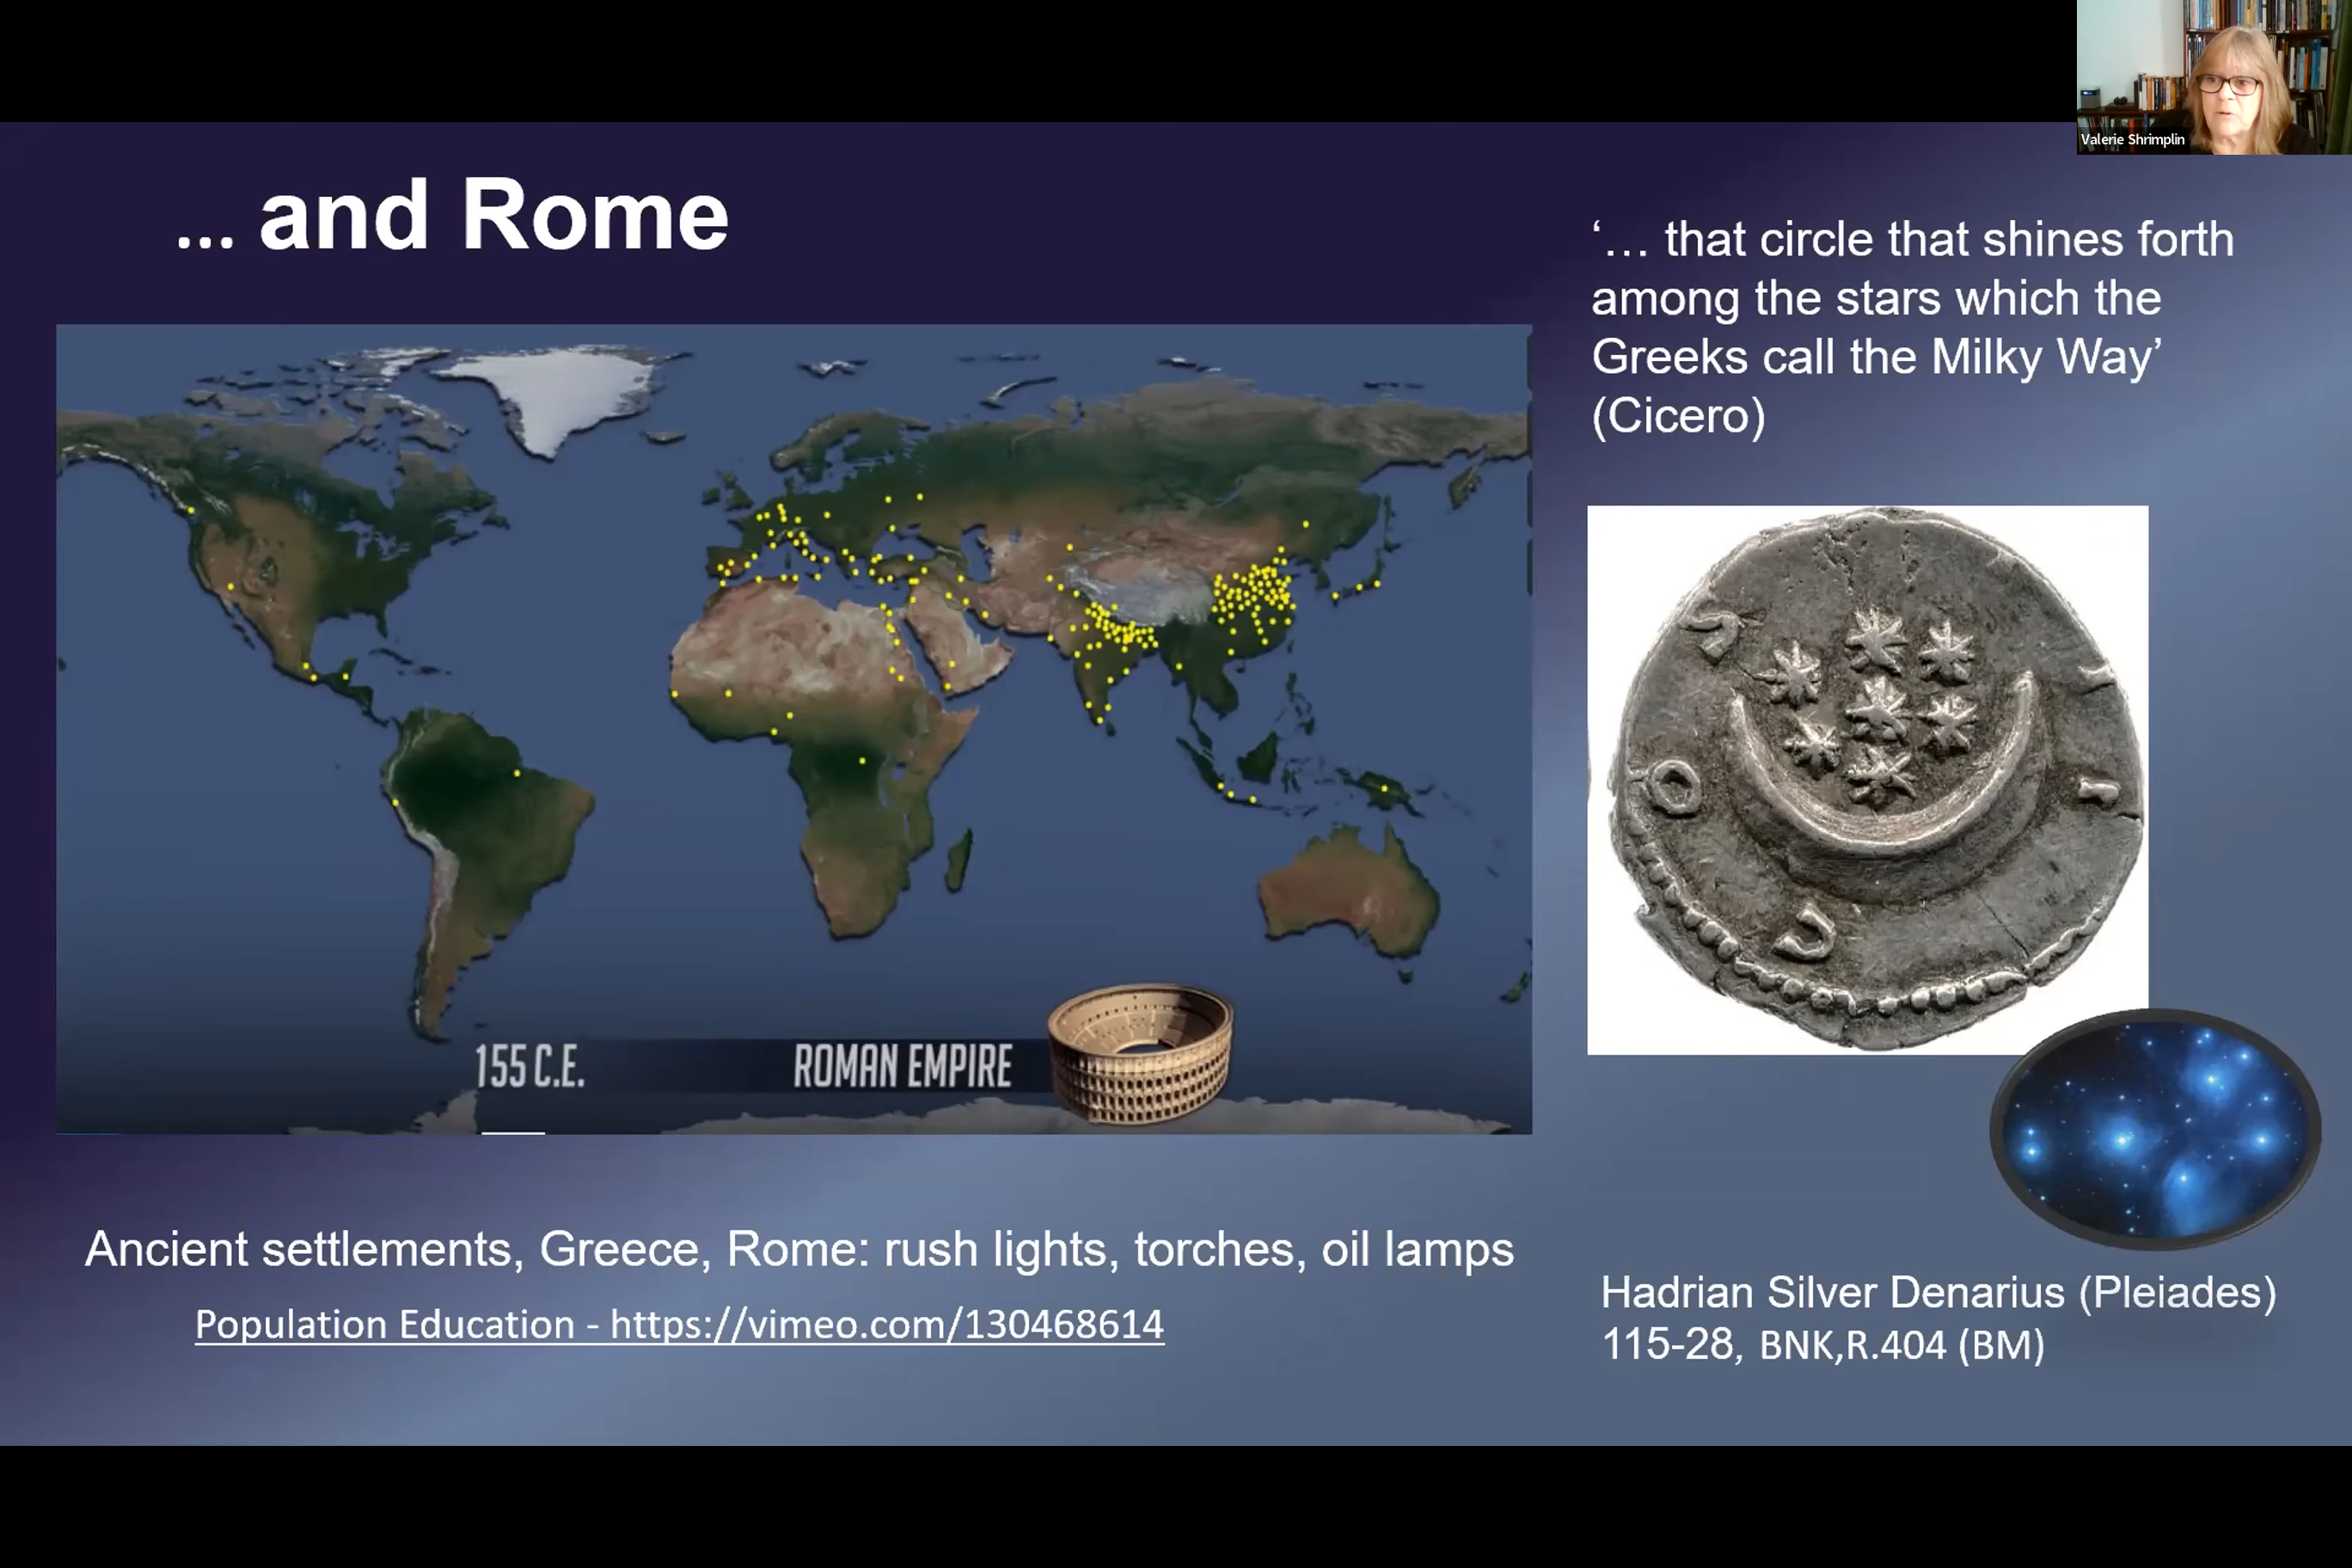 Valerie Shrimplin
... and Rome
‘… that circle that shines forth
among the stars which the
Greeks call the Milky Way’
(Cicero)
155 C.E.
ROMAN EMPIRE
Ancient settlements, Greece, Rome: rush lights, torches, oil lamps
Population Education - https://vimeo.com/130468614
Hadrian Silver Denarius (Pleiades)
115-28, BNK,R.404 (BM)